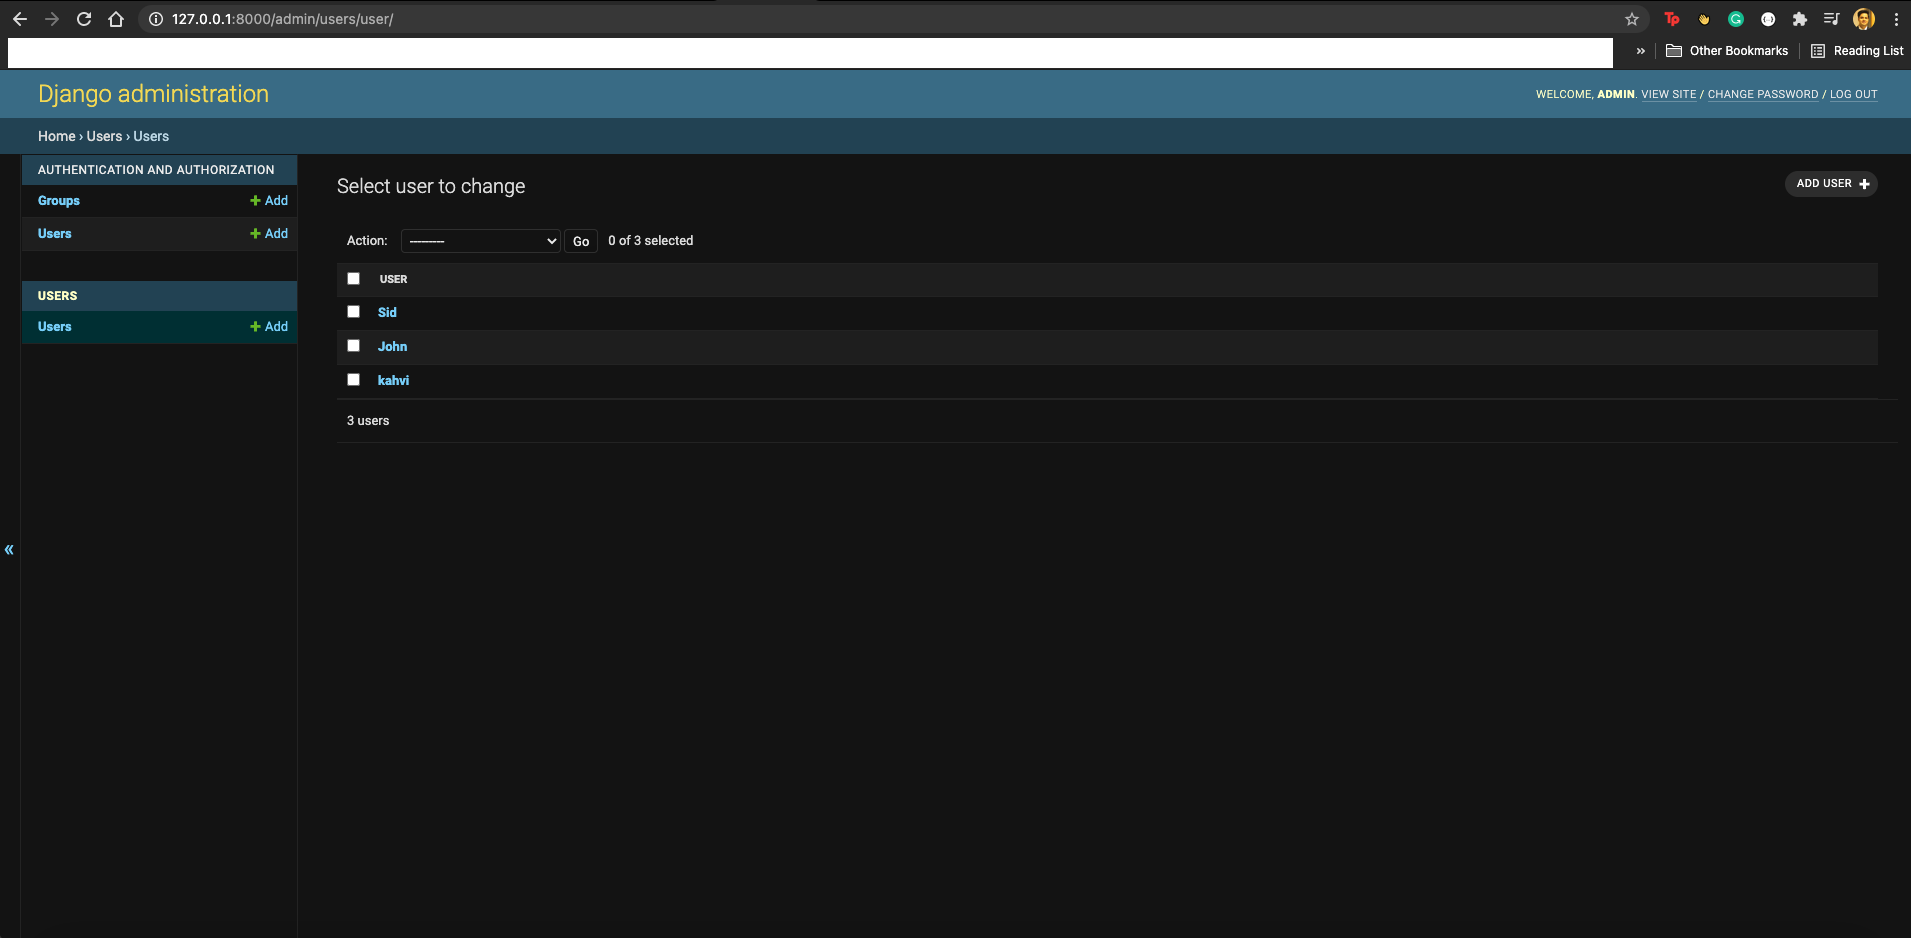 127.0.0.1:8000/admin/users/user/
Tp G
» Other Bookmarks Reading List
Django administration
WELCOME, ADMIN. VIEW SITE / CHANGE PASSWORD / LOG OUT
Home › Users › Users
AUTHENTICATION AND AUTHORIZATION
Groups + Add
Users + Add
USERS
Users + Add
«
Select user to change
ADD USER +
Action: --------- Go 0 of 3 selected
USER
Sid
John
kahvi
3 users